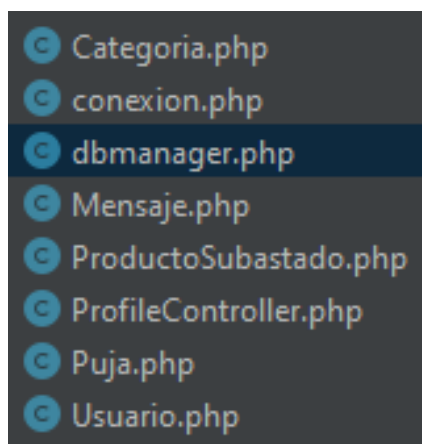 Categoria.php
conexion.php
dbmanager.php
Mensaje.php
ProductoSubastado.php
ProfileController.php
Puja.php
Usuario.php